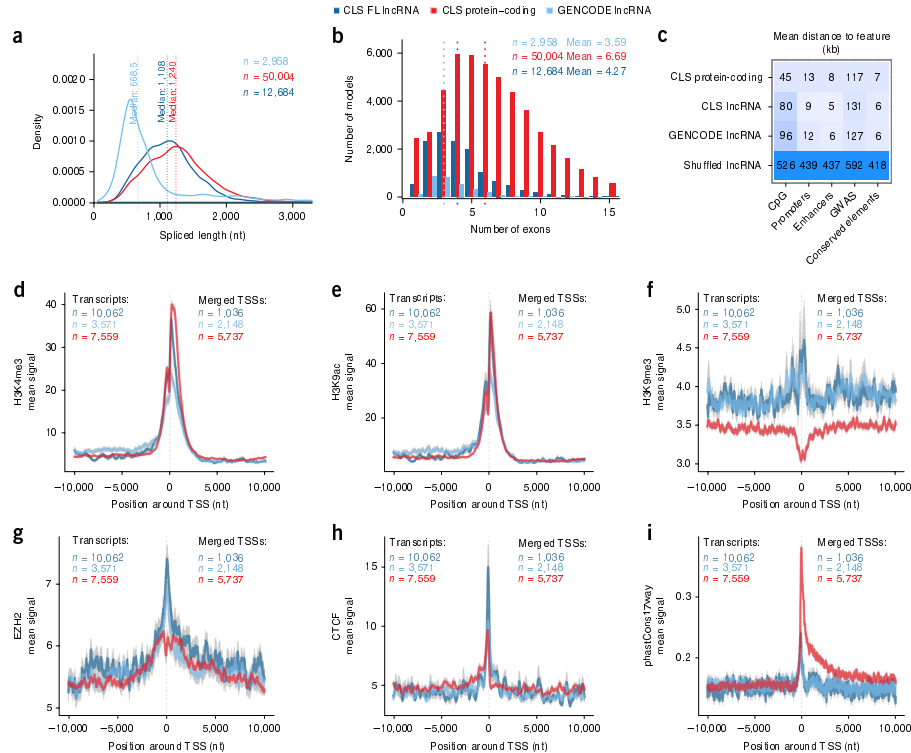 CLS FL lncRNA CLS protein-coding GENCODE lncRNA
a
Density
0.0020
0.0015
0.0010
0.0005
0.0000
Median: 668.5
Median: 1,108
Median: 1,240
n = 2,958
n = 50,004
n = 12,684
0 1,000 2,000 3,000
Spliced length (nt)
b
Number of models
6,000
4,000
2,000
0
n = 2,958 Mean = 3.59
n = 50,004 Mean = 6.69
n = 12,684 Mean = 4.27
0 5 10 15
Number of exons
c
Mean distance to feature
(kb)
CLS protein-coding 45 13 8 117 7
CLS lncRNA 80 9 5 131 6
GENCODE lncRNA 96 12 6 127 6
Shuffled lncRNA 526 439 437 592 418
CpG
Promoters
Enhancers
GWAS
Conserved elements
d
H3K4me3
mean signal
40
30
20
10
Transcripts: Merged TSSs:
n = 10,062 n = 1,036
n = 3,571 n = 2,148
n = 7,559 n = 5,737
−10,000 −5,000 0 5,000 10,000
Position around TSS (nt)
e
H3K9ac
mean signal
60
40
20
Transcripts: Merged TSSs:
n = 10,062 n = 1,036
n = 3,571 n = 2,148
n = 7,559 n = 5,737
−10,000 −5,000 0 5,000 10,000
Position around TSS (nt)
f
H3K9me3
mean signal
5.0
4.5
4.0
3.5
3.0
Transcripts: Merged TSSs:
n = 10,062 n = 1,036
n = 3,571 n = 2,148
n = 7,559 n = 5,737
−10,000 −5,000 0 5,000 10,000
Position around TSS (nt)
g
EZH2
mean signal
7
6
5
Transcripts: Merged TSSs:
n = 10,062 n = 1,036
n = 3,571 n = 2,148
n = 7,559 n = 5,737
−10,000 −5,000 0 5,000 10,000
Position around TSS (nt)
h
CTCF
mean signal
15
10
5
Transcripts: Merged TSSs:
n = 10,062 n = 1,036
n = 3,571 n = 2,148
n = 7,559 n = 5,737
−10,000 −5,000 0 5,000 10,000
Position around TSS (nt)
i
phastCons17way
mean signal
0.3
0.2
Transcripts: Merged TSSs:
n = 10,062 n = 1,036
n = 3,571 n = 2,148
n = 7,559 n = 5,737
−10,000 −5,000 0 5,000 10,000
Position around TSS (nt)